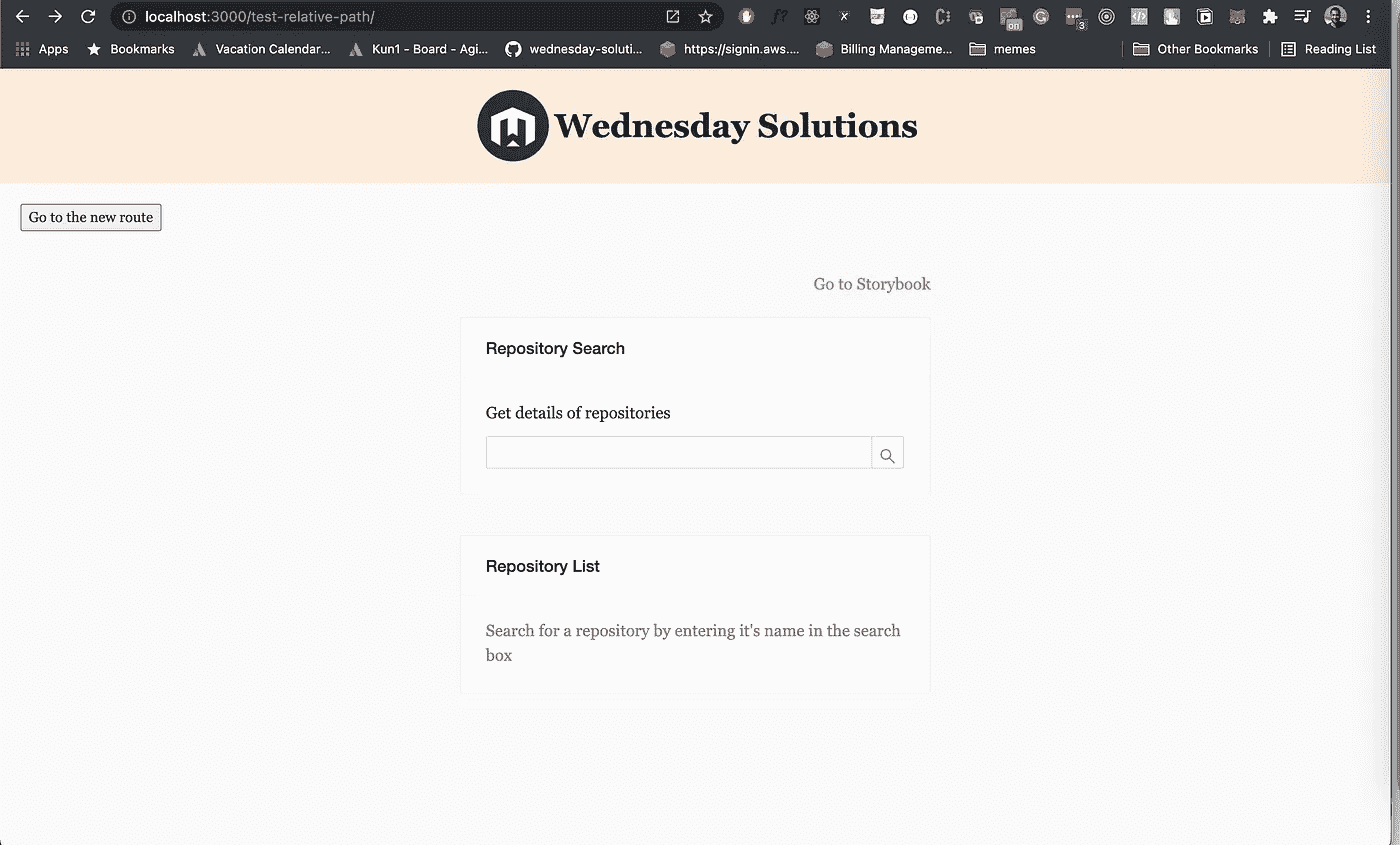 localhost:3000/test-relative-path/
f?
on
3
Apps
Bookmarks
Vacation Calendar...
Kun1 - Board - Agi...
wednesday-soluti...
https://signin.aws....
Billing Manageme...
memes
Other Bookmarks
Reading List
Wednesday Solutions
Go to the new route
Go to Storybook
Repository Search
Get details of repositories
Repository List
Search for a repository by entering it's name in the search
box